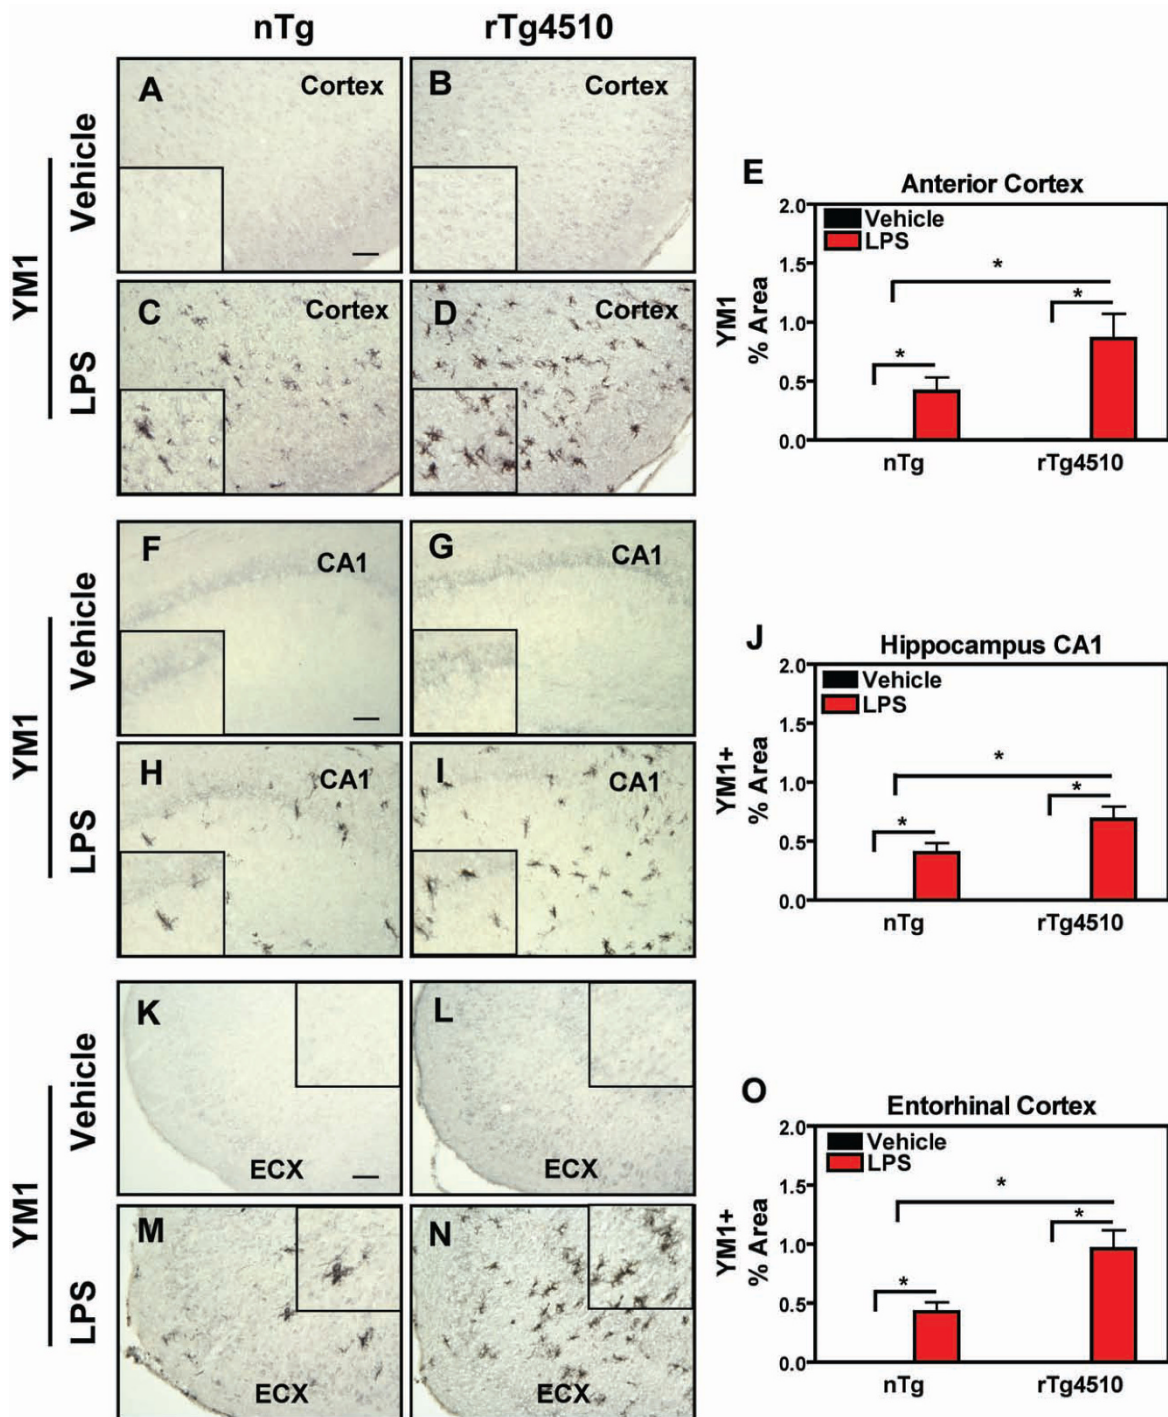 nTg rTg4510
YM1
Vehicle
LPS
A Cortex
B Cortex
C Cortex
D Cortex
E
Anterior Cortex
YM1
% Area
2.0
1.5
1.0
0.5
0.0
Vehicle
LPS
*
*
*
nTg rTg4510
YM1
Vehicle
LPS
F CA1
G CA1
H CA1
I CA1
J
Hippocampus CA1
YM1+
% Area
2.0
1.5
1.0
0.5
0.0
Vehicle
LPS
*
*
*
nTg rTg4510
YM1
Vehicle
LPS
K
ECX
L
ECX
M
ECX
N
ECX
O
Entorhinal Cortex
YM1+
% Area
2.0
1.5
1.0
0.5
0.0
Vehicle
LPS
*
*
*
nTg rTg4510